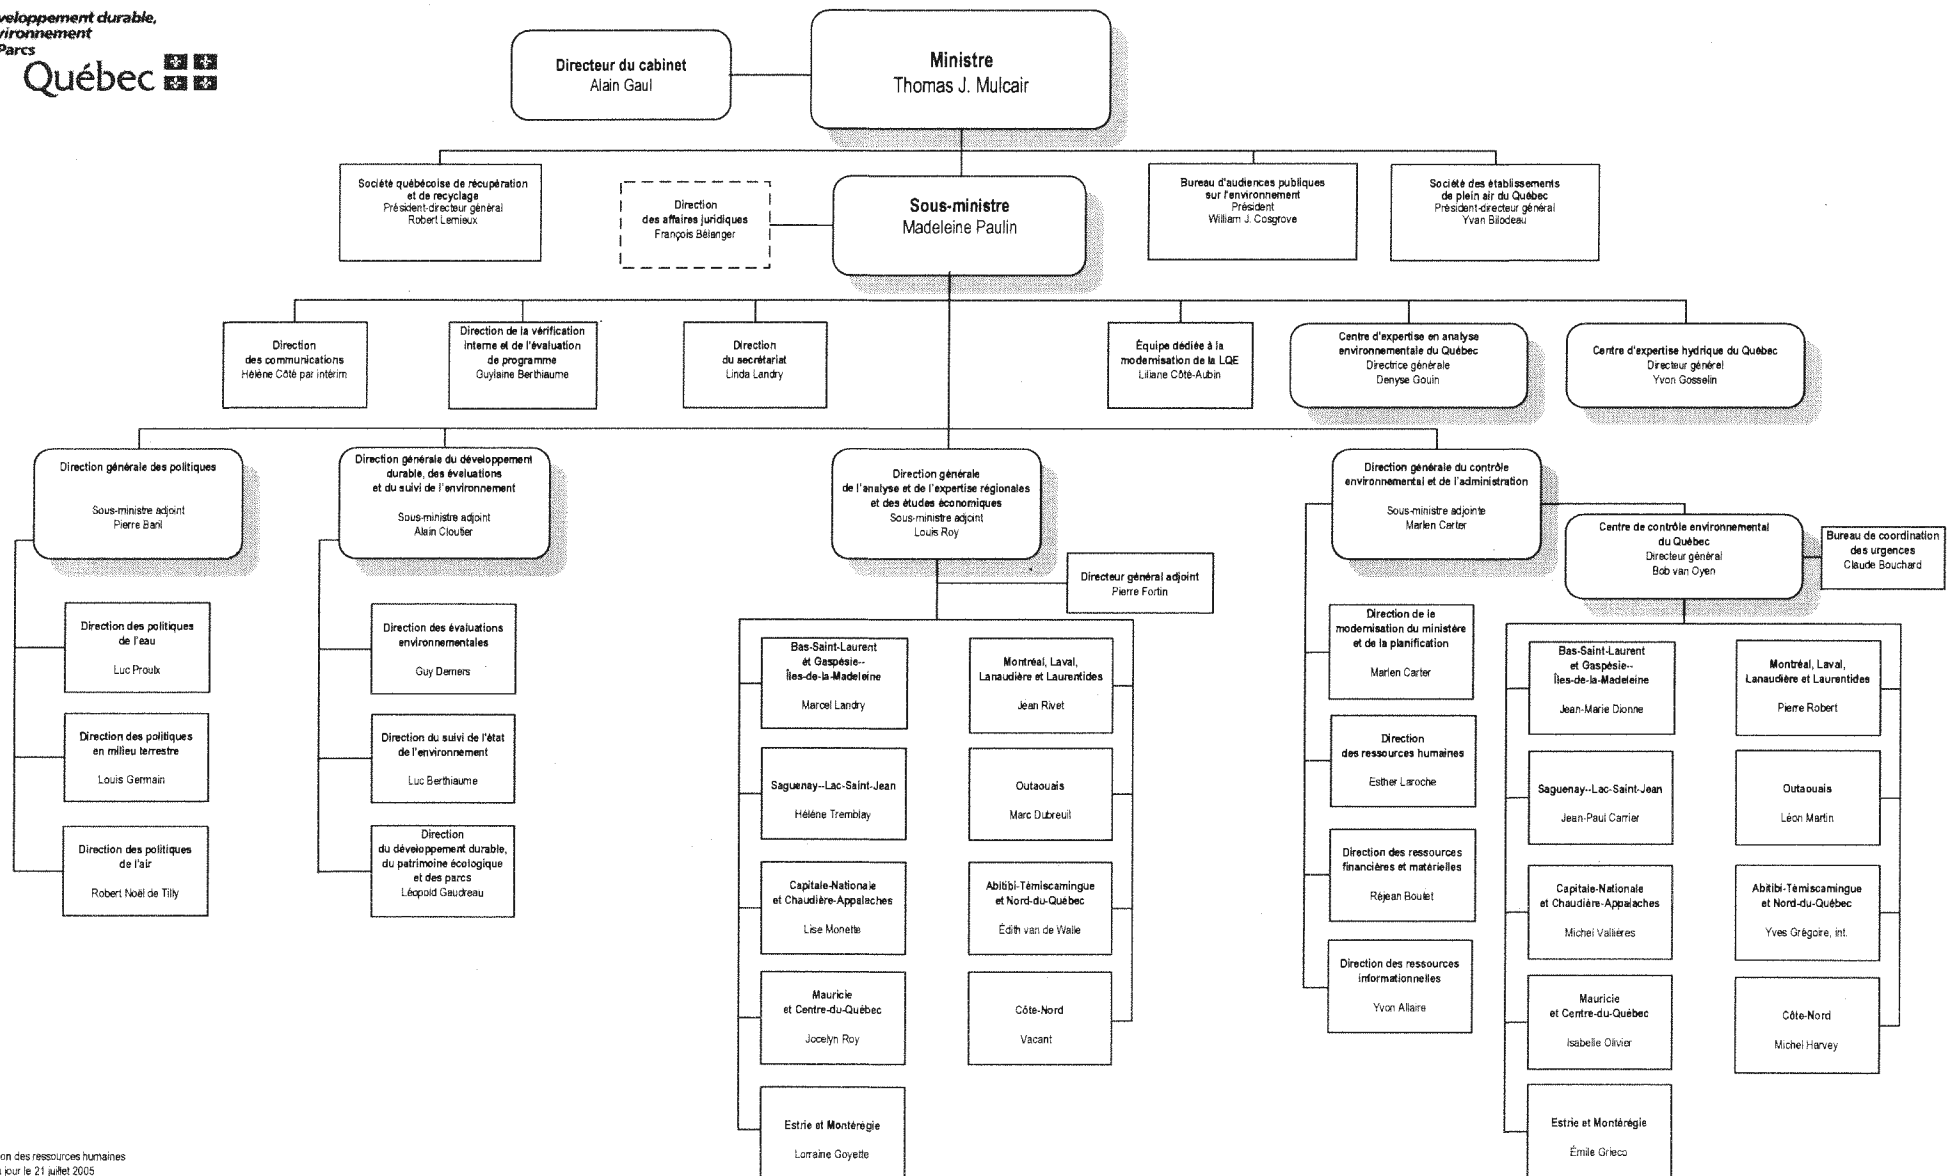 veloppement durable,
vironnement
Parcs
Québec
Directeur du cabinet
Alain Gaul
Ministre
Thomas J. Mulcair
Société québécoise de récupération
et de recyclage
Président-directeur général
Robert Lemieux
Direction
des affaires juridiques
François Bélanger
Sous-ministre
Madeleine Paulin
Bureau d'audiences publiques
sur l'environnement
Président
William J. Cosgrove
Société des établissements
de plein air du Québec
Président-directeur général
Yvan Bilodeau
Direction
des communications
Hélène Côté par intérim
Direction de la vérification
interne et de l'évaluation
de programme
Guylaine Berthiaume
Direction
du secrétariat
Linda Landry
Équipe dédiée à la
modernisation de la LQE
Liliane Côté-Aubin
Centre d'expertise en analyse
environnementale du Québec
Directrice générale
Denyse Gouin
Centre d'expertise hydrique du Québec
Directeur général
Yvon Gosselin
Direction générale des politiques
Sous-ministre adjoint
Pierre Baril
Direction générale du développement
durable, des évaluations
et du suivi de l'environnement
Sous-ministre adjoint
Alain Cloutier
Direction générale
de l'analyse et de l'expertise régionales
et des études économiques
Sous-ministre adjoint
Louis Roy
Direction générale du contrôle
environnemental et de l'administration
Sous-ministre adjointe
Marlen Carter
Centre de contrôle environnemental
du Québec
Directeur général
Bob van Oyen
Bureau de coordination
des urgences
Claude Bouchard
Directeur général adjoint
Pierre Fortin
Direction des politiques
de l'eau
Luc Proulx
Direction des politiques
en milieu terrestre
Louis Germain
Direction des politiques
de l'air
Robert Noël de Tilly
Direction des évaluations
environnementales
Guy Demers
Direction du suivi de l'état
de l'environnement
Luc Berthiaume
Direction
du développement durable,
du patrimoine écologique
et des parcs
Léopold Gaudreau
Bas-Saint-Laurent
et Gaspésie--
Îles-de-la-Madeleine
Marcel Landry
Saguenay--Lac-Saint-Jean
Hélène Tremblay
Capitale-Nationale
et Chaudière-Appalaches
Lise Monette
Mauricie
et Centre-du-Québec
Jocelyn Roy
Estrie et Montérégie
Lorraine Goyette
Montréal, Laval,
Lanaudière et Laurentides
Jean Rivet
Outaouais
Marc Dubreuil
Abitibi-Témiscamingue
et Nord-du-Québec
Édith van de Walle
Côte-Nord
Vacant
Direction de le
modernisation du ministère
et de la planification
Marlen Carter
Direction
des ressources humaines
Esther Laroche
Direction des ressources
financières et matérielles
Réjean Boutet
Direction des ressources
informationnelles
Yvon Allaire
Bas-Saint-Laurent
et Gaspésie--
Îles-de-la-Madeleine
Jean-Marie Dionne
Saguenay--Lac-Saint-Jean
Jean-Paul Carrier
Capitale-Nationale
et Chaudière-Appalaches
Michel Vallières
Mauricie
et Centre-du-Québec
Isabelle Olivier
Estrie et Montérégie
Émile Grieco
Montréal, Laval,
Lanaudière et Laurentides
Pierre Robert
Outaouais
Léon Martin
Abitibi-Témiscamingue
et Nord-du-Québec
Yves Grégoire, int.
Côte-Nord
Michel Harvey
on des ressources humaines
jour le 21 juillet 2005